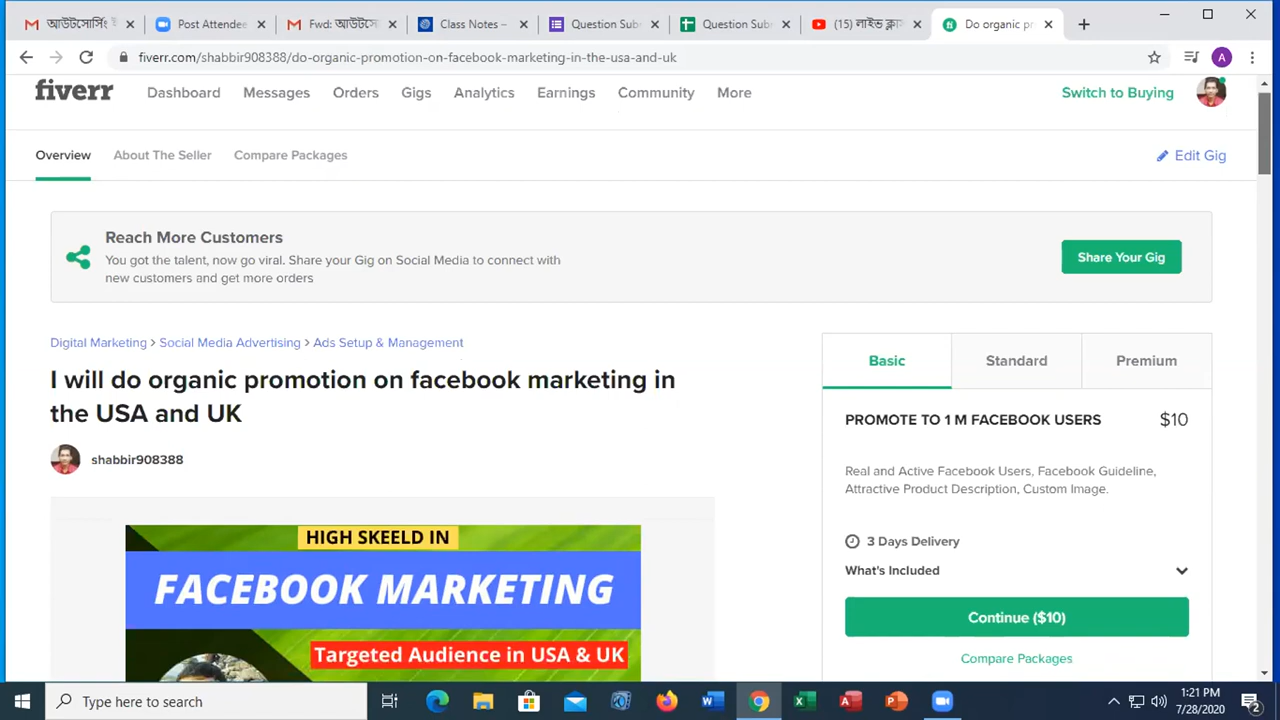 আউটসোর্সিং ই
Post Attendee
Fwd: আউটসো
Class Notes –
Question Sub
Question Sub
(15) লাইভ ক্লা
Do organic pr
fiverr.com/shabbir908388/do-organic-promotion-on-facebook-marketing-in-the-usa-and-uk
A
fiverr
Dashboard
Messages
Orders
Gigs
Analytics
Earnings
Community
More
Switch to Buying
Overview
About The Seller
Compare Packages
Edit Gig
Reach More Customers
You got the talent, now go viral. Share your Gig on Social Media to connect with
new customers and get more orders
Share Your Gig
Digital Marketing > Social Media Advertising > Ads Setup & Management
I will do organic promotion on facebook marketing in
the USA and UK
shabbir908388
HIGH SKEELD IN
FACEBOOK MARKETING
Targeted Audience in USA & UK
Basic
Standard
Premium
PROMOTE TO 1 M FACEBOOK USERS $10
Real and Active Facebook Users, Facebook Guideline,
Attractive Product Description, Custom Image.
3 Days Delivery
What's Included
Continue ($10)
Compare Packages
Type here to search
1:21 PM
7/28/2020
2